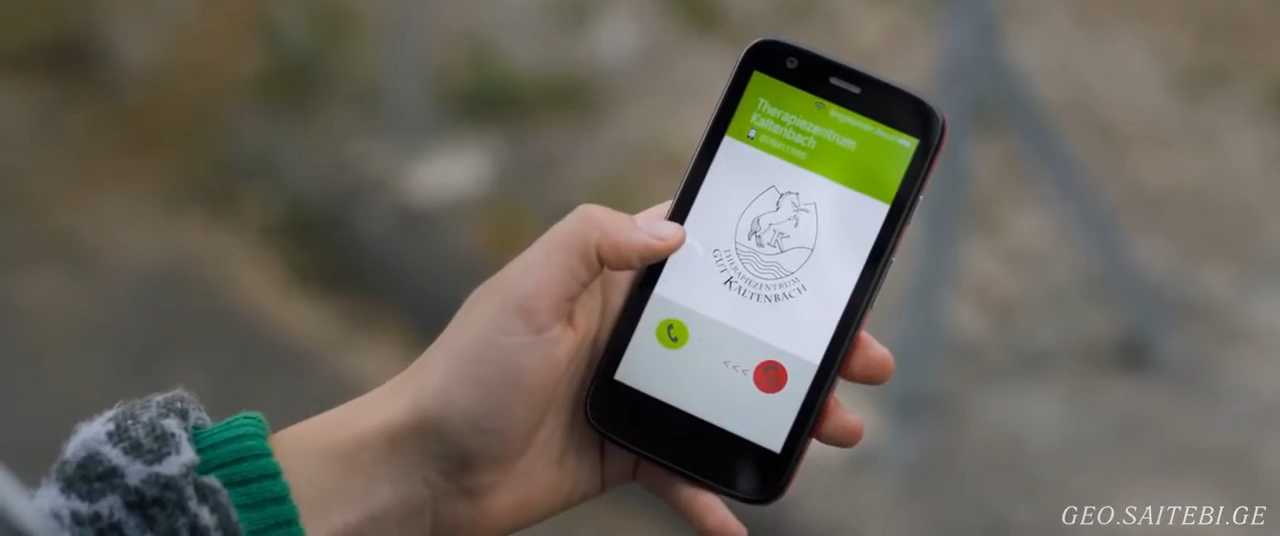 Therapiezentrum
Kaltenbach
K
THERAPIEZENTRUM
GUT KALTENBACH
GEO.SAITEBI.GE